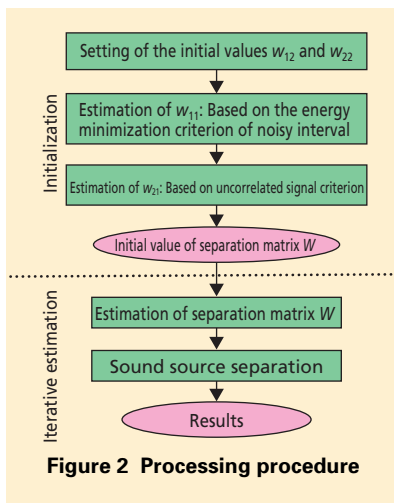 Setting of the initial values w12 and w22
Initialization
Estimation of w11: Based on the energy
minimization criterion of noisy interval
Estimation of w21: Based on uncorrelated signal criterion
Initial value of separation matrix W
Iterative estimation
Estimation of separation matrix W
Sound source separation
Results
Figure 2 Processing procedure